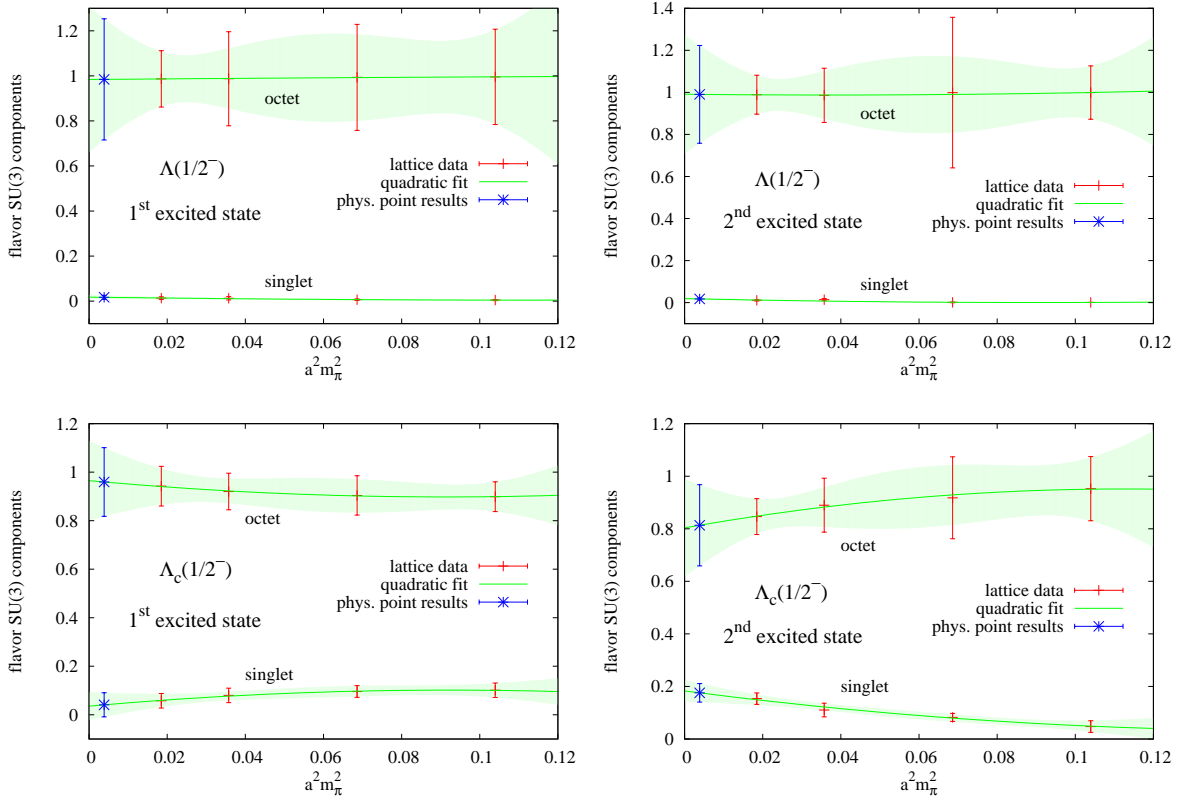 flavor SU(3) components
1.2
1
0.8
0.6
0.4
0.2
0
octet
Λ(1/2⁻)
1ˢᵗ excited state
lattice data
quadratic fit
phys. point results
singlet
0 0.02 0.04 0.06 0.08 0.1 0.12
a²m²π
flavor SU(3) components
1.4
1.2
1
0.8
0.6
0.4
0.2
0
octet
Λ(1/2⁻)
2ⁿᵈ excited state
lattice data
quadratic fit
phys. point results
singlet
0 0.02 0.04 0.06 0.08 0.1 0.12
a²m²π
flavor SU(3) components
1.2
1
0.8
0.6
0.4
0.2
0
octet
Λc(1/2⁻)
1ˢᵗ excited state
lattice data
quadratic fit
phys. point results
singlet
0 0.02 0.04 0.06 0.08 0.1 0.12
a²m²π
flavor SU(3) components
1.2
1
0.8
0.6
0.4
0.2
0
octet
Λc(1/2⁻)
2ⁿᵈ excited state
lattice data
quadratic fit
phys. point results
singlet
0 0.02 0.04 0.06 0.08 0.1 0.12
a²m²π